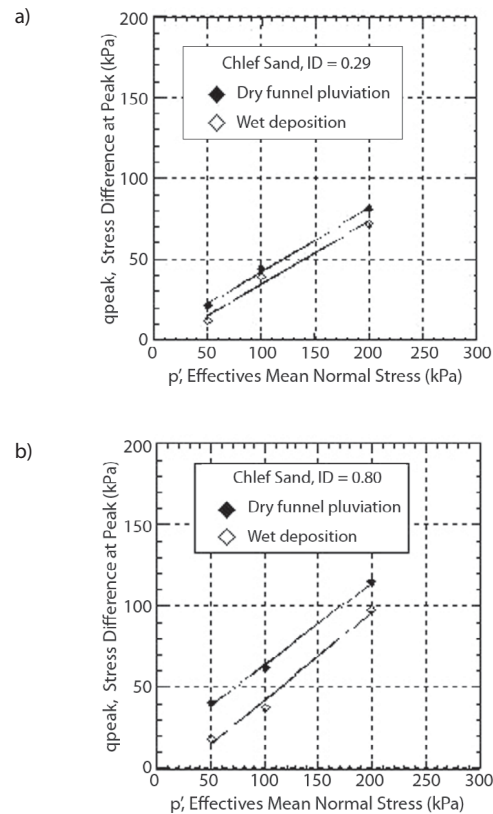 a)
200
150
100
50
0
qpeak, Stress Difference at Peak (kPa)
Chlef Sand, ID = 0.29
Dry funnel pluviation
Wet deposition
0 50 100 150 200 300
p', Effectives Mean Normal Stress (kPa)
b)
200
150
100
50
0
qpeak, Stress Difference at Peak (kPa)
Chlef Sand, ID = 0.80
Dry funnel pluviation
Wet deposition
0 50 100 150 200 300
p', Effectives Mean Normal Stress (kPa)